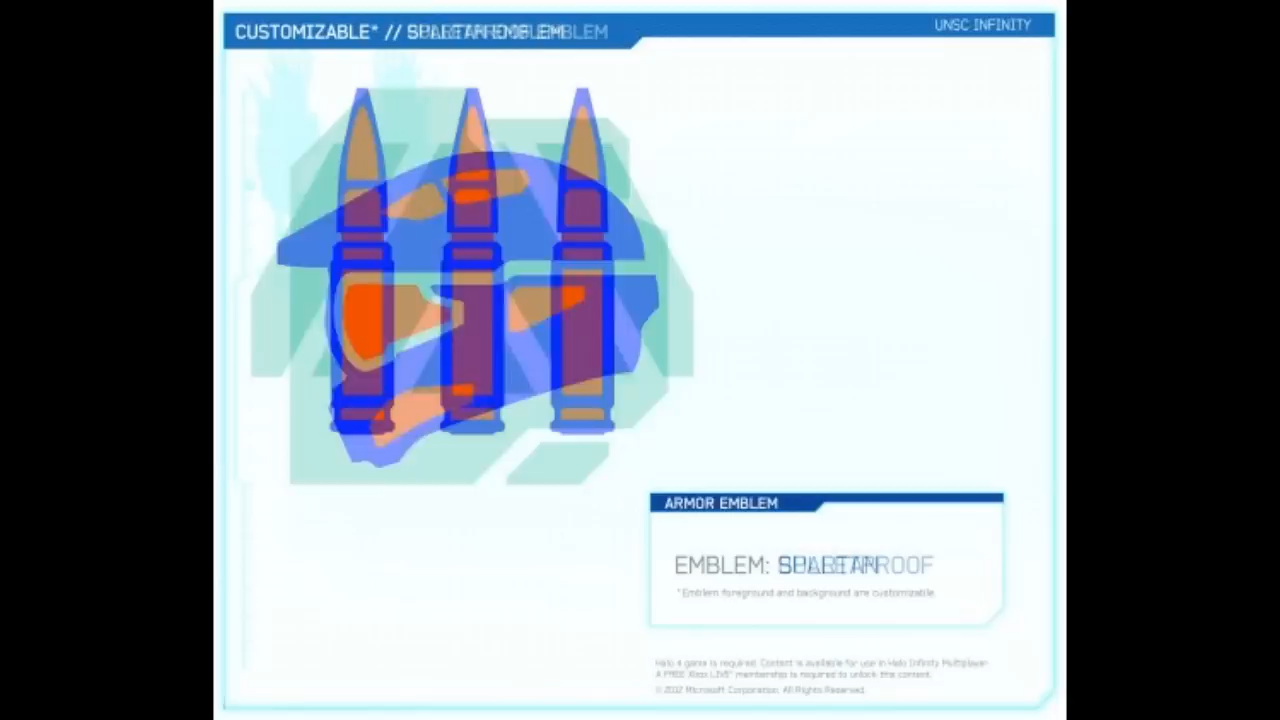 CUSTOMIZABLE* // EMBLEM
UNSC INFINITY
ARMOR EMBLEM
EMBLEM:
*Emblem foreground and background are customizable.
Halo 4 game is required. Content is available for use in Halo Infinity Multiplayer.
A FREE Xbox LIVE® membership is required to unlock this content.
© 2012 Microsoft Corporation. All Rights Reserved.